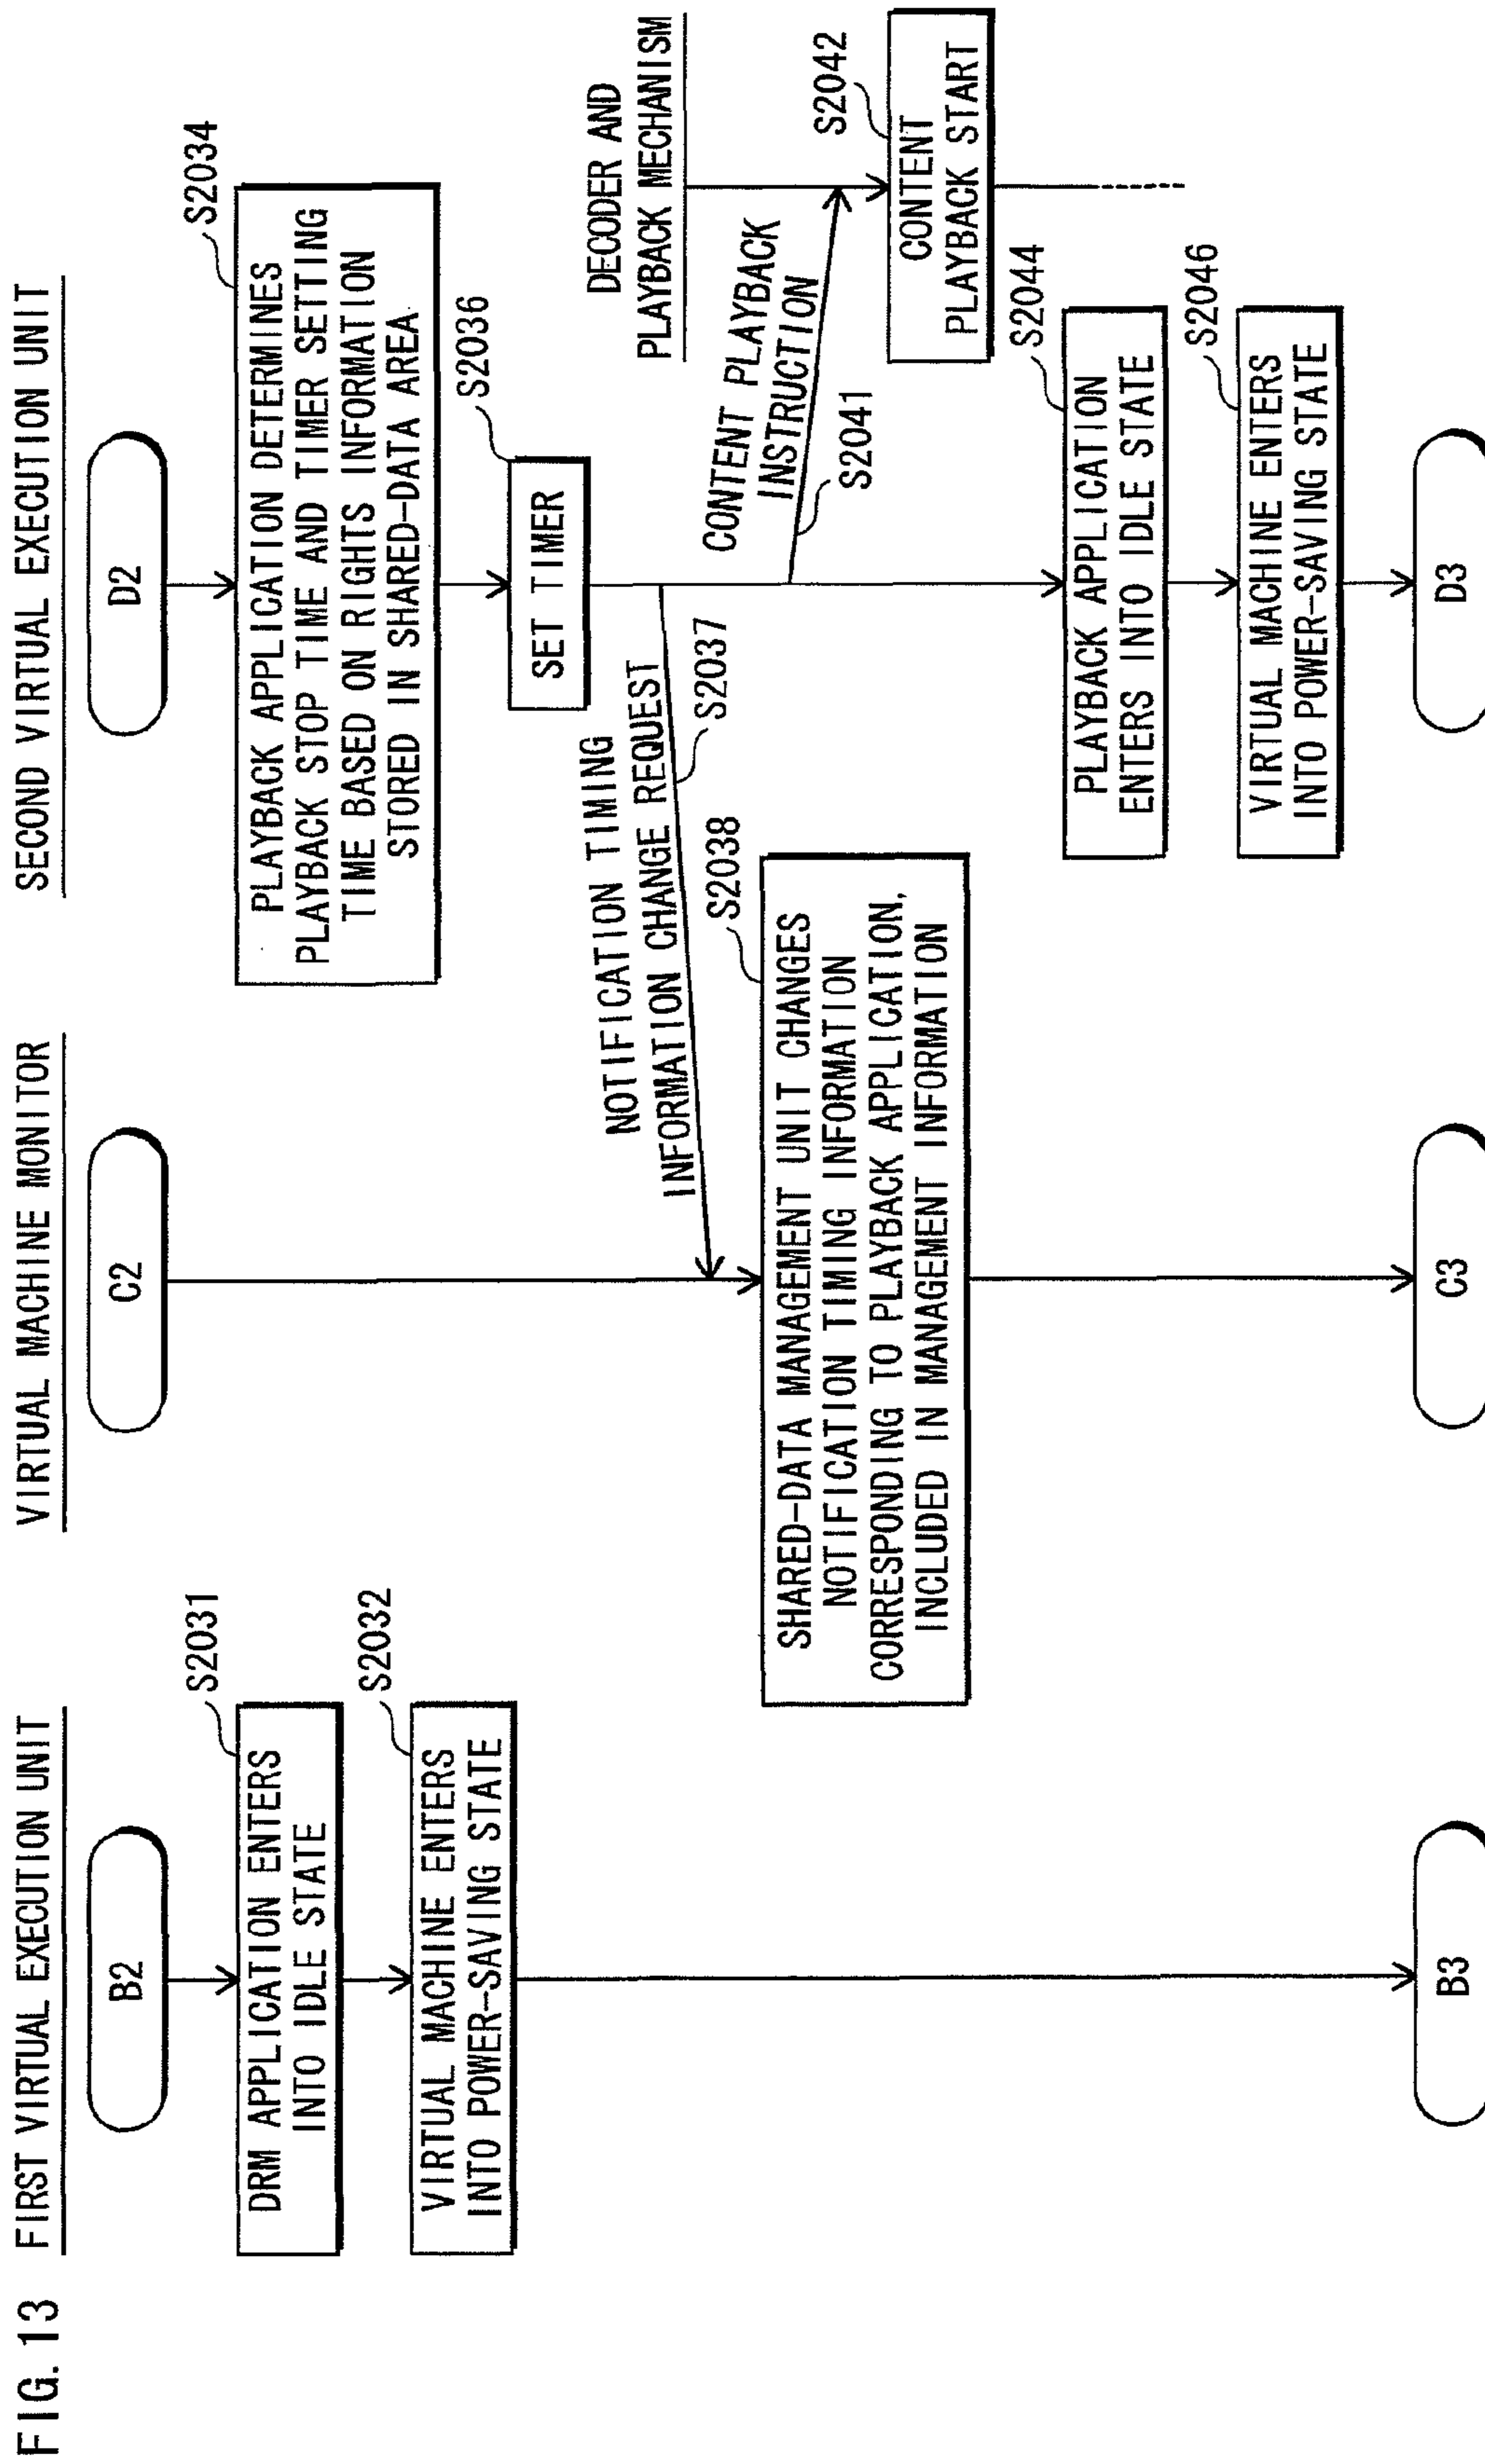 FIG. 13
FIRST VIRTUAL EXECUTION UNIT
B2
S2031
DRM APPLICATION ENTERS
INTO IDLE STATE
S2032
VIRTUAL MACHINE ENTERS
INTO POWER-SAVING STATE
B3
VIRTUAL MACHINE MONITOR
C2
NOTIFICATION TIMING
INFORMATION CHANGE REQUEST
S2037
S2038
SHARED-DATA MANAGEMENT UNIT CHANGES
NOTIFICATION TIMING INFORMATION
CORRESPONDING TO PLAYBACK APPLICATION,
INCLUDED IN MANAGEMENT INFORMATION
C3
SECOND VIRTUAL EXECUTION UNIT
D2
S2034
PLAYBACK APPLICATION DETERMINES
PLAYBACK STOP TIME AND TIMER SETTING
TIME BASED ON RIGHTS INFORMATION
STORED IN SHARED-DATA AREA
S2036
SET TIMER
CONTENT PLAYBACK
INSTRUCTION
S2041
DECODER AND
PLAYBACK MECHANISM
S2042
CONTENT
PLAYBACK START
S2044
PLAYBACK APPLICATION
ENTERS INTO IDLE STATE
S2046
VIRTUAL MACHINE ENTERS
INTO POWER-SAVING STATE
D3